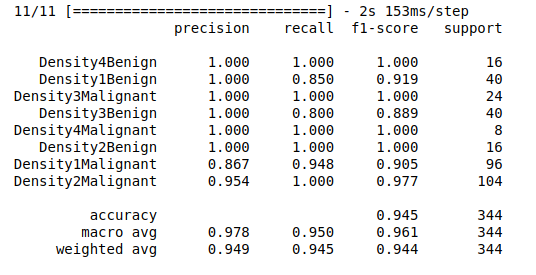 11/11 [==============================] - 2s 153ms/step
precision recall f1-score support
Density4Benign 1.000 1.000 1.000 16
Density1Benign 1.000 0.850 0.919 40
Density3Malignant 1.000 1.000 1.000 24
Density3Benign 1.000 0.800 0.889 40
Density4Malignant 1.000 1.000 1.000 8
Density2Benign 1.000 1.000 1.000 16
Density1Malignant 0.867 0.948 0.905 96
Density2Malignant 0.954 1.000 0.977 104
accuracy 0.945 344
macro avg 0.978 0.950 0.961 344
weighted avg 0.949 0.945 0.944 344